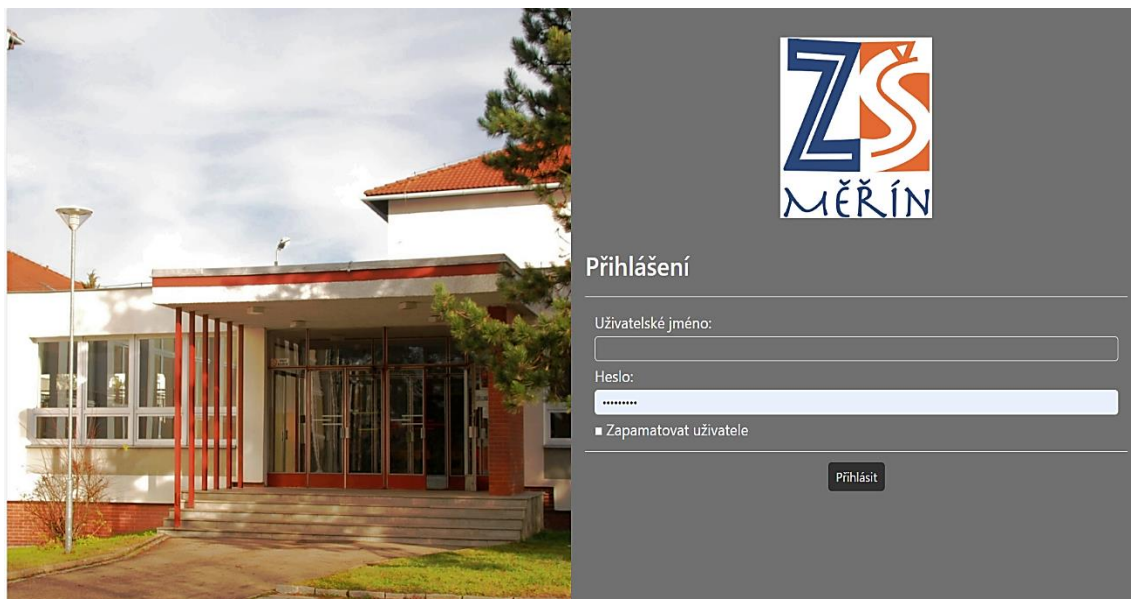 ZŠ
MĚŘÍN
Přihlášení
Uživatelské jméno:
Heslo:
•••••••••
Zapamatovat uživatele
Přihlásit